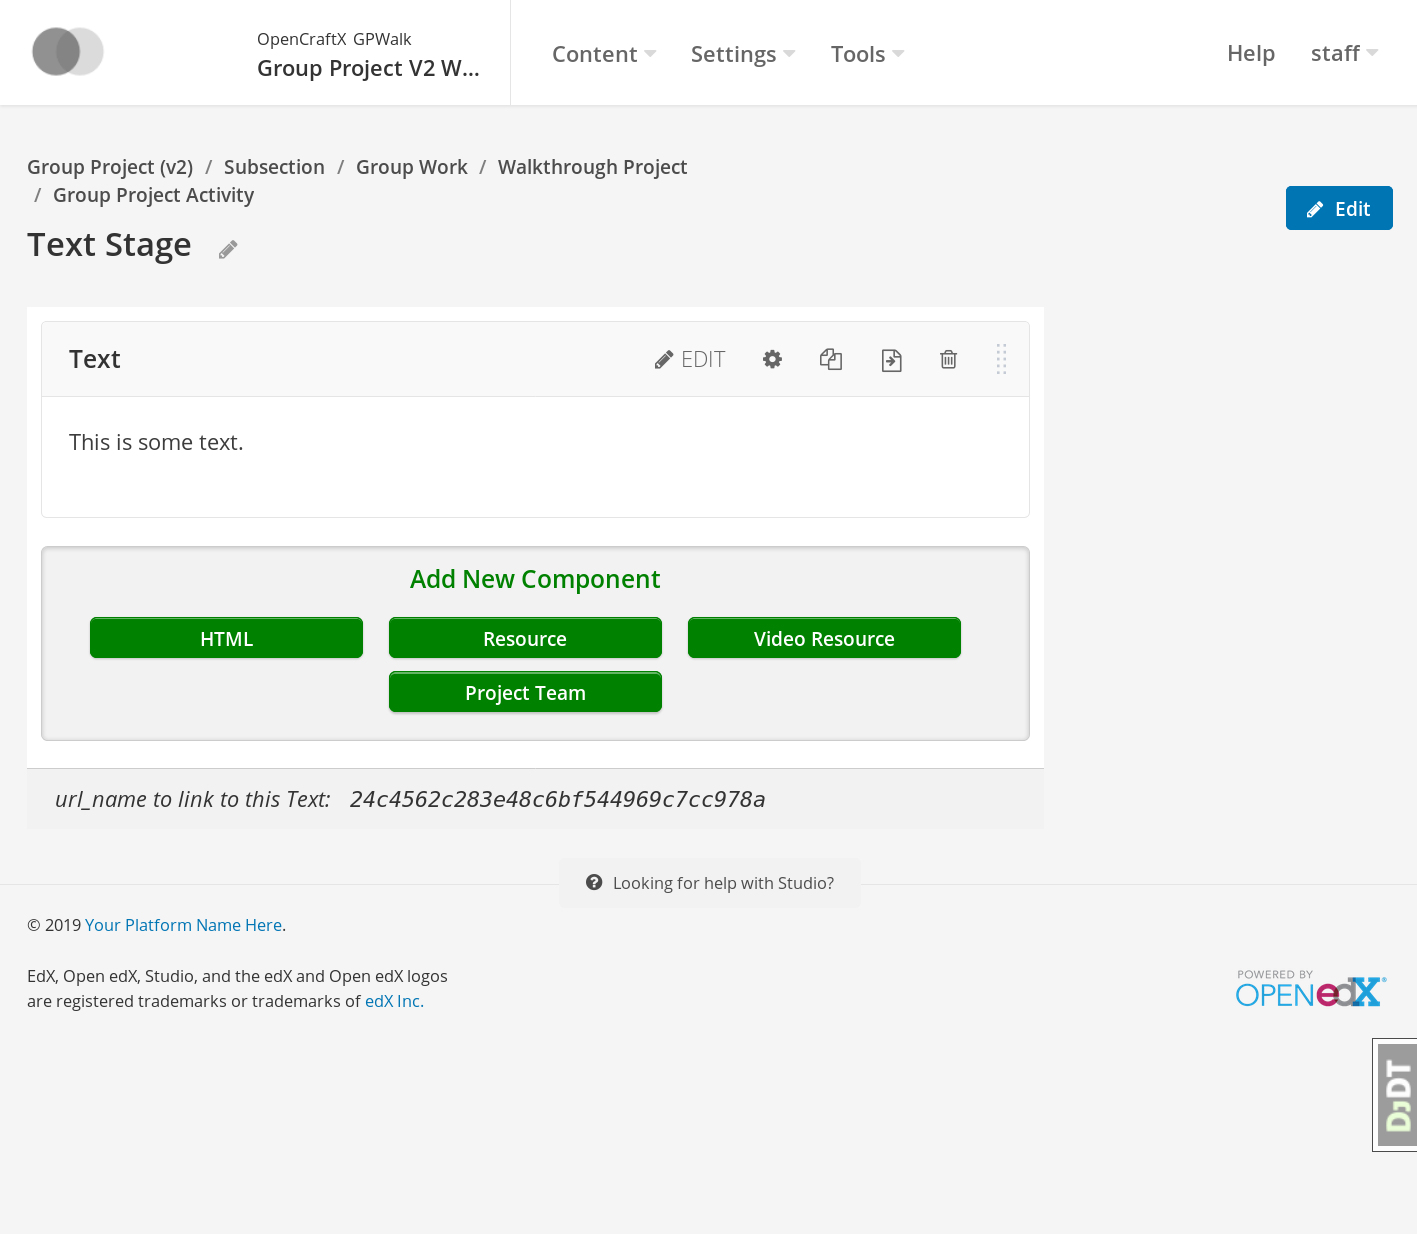 OpenCraftX GPWalk
Group Project V2 W...
Content
Settings
Tools
Help
staff
Group Project (v2) / Subsection / Group Work / Walkthrough Project
/ Group Project Activity
Edit
Text Stage
Text
EDIT
This is some text.
Add New Component
HTML
Resource
Video Resource
Project Team
url_name to link to this Text: 24c4562c283e48c6bf544969c7cc978a
Looking for help with Studio?
© 2019 Your Platform Name Here.
EdX, Open edX, Studio, and the edX and Open edX logos
are registered trademarks or trademarks of edX Inc.
POWERED BY
OPENedX®
DJDT